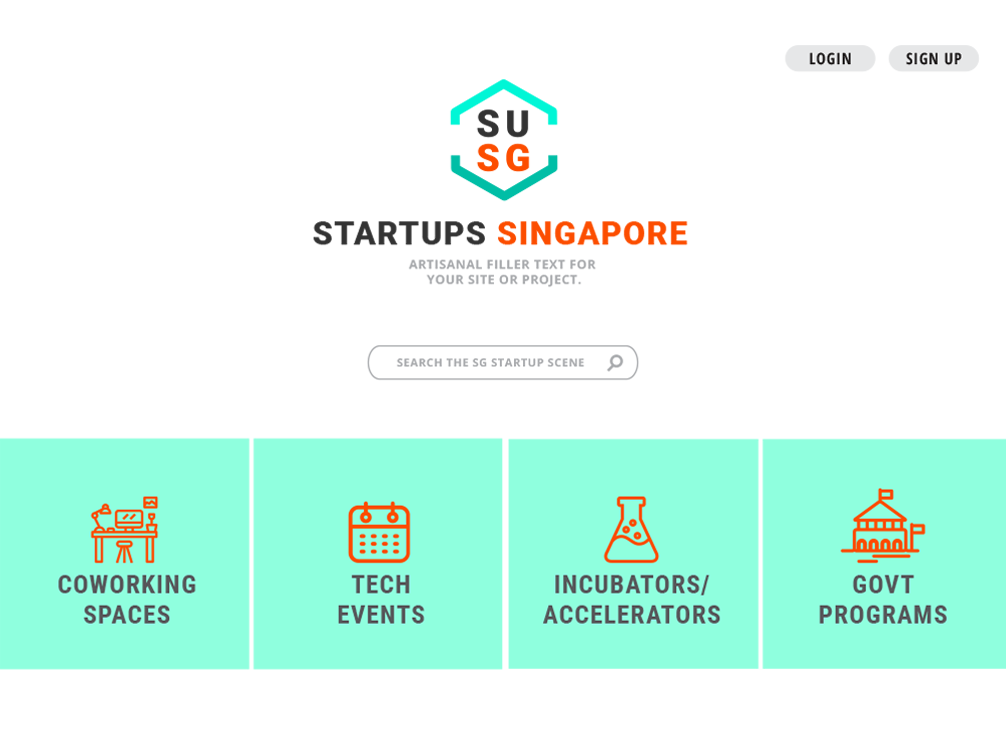 LOGIN
SIGN UP
SU
SG
STARTUPS SINGAPORE
ARTISANAL FILLER TEXT FOR
YOUR SITE OR PROJECT.
SEARCH THE SG STARTUP SCENE
COWORKING
SPACES
TECH
EVENTS
INCUBATORS/
ACCELERATORS
GOVT
PROGRAMS